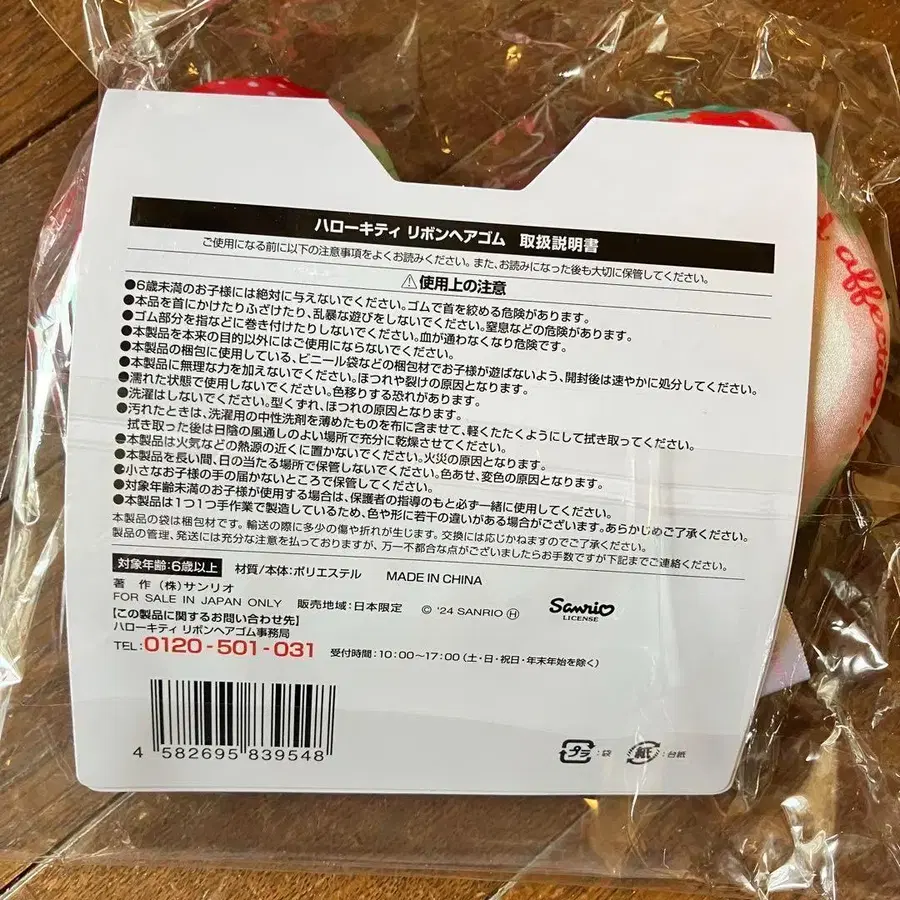 ハローキティ リボンヘアゴム 取扱説明書
ご使用になる前に以下の注意事項をよくお読みください。また、お読みになった後も大切に保管してください。
⚠使用上の注意
●6歳未満のお子様には絶対に与えないでください。ゴムで首を絞める危険があります。
●本品を首にかけたりふざけたり、乱暴な遊びをしないでください。窒息などの危険があります。
●ゴム部分を指などに巻き付けたりしないでください。血が通わなくなり危険です。
●本製品を本来の目的以外にはご使用にならないでください。
●本製品の梱包に使用している、ビニール袋などの梱包材でお子様が遊ばないよう、開封後は速やかに処分してください。
●本製品に無理な力を加えないでください。ほつれや裂けの原因となります。
●濡れた状態で使用しないでください。色移りする恐れがあります。
●洗濯はしないでください。型くずれ、ほつれの原因となります。
●汚れたときは、洗濯用の中性洗剤を薄めたものを布に含ませて、軽くたたくようにして拭き取ってください。
拭き取った後は日陰の風通しのよい場所で充分に乾燥させてください。
●本製品は火気などの熱源の近くに置かないでください。火災の原因となります。
●本製品を長い間、日の当たる場所で保管しないでください。色あせ、変色の原因となります。
●小さなお子様の手の届かないところで保管してください。
●対象年齢未満のお子様が使用する場合は、保護者の指導のもと必ず一緒に使用してください。
●本製品は1つ1つ手作業で製造しているため、色や形に若干の違いがある場合がございます。あらかじめご了承ください。
本製品の袋は梱包材です。輸送の際に多少の傷や折れが生じます。交換には応じかねますのでご了承ください。
製品の管理、発送には充分な注意を払っておりますが、万一不都合な点がございましたらお手数ですが下記までご連絡ください。
対象年齢:6歳以上 材質/本体:ポリエステル MADE IN CHINA
著 作 (株)サンリオ
FOR SALE IN JAPAN ONLY 販売地域:日本限定 © '24 SANRIO Ⓗ
Sanrio
LICENSE
【この製品に関するお問い合わせ先】
ハローキティ リボンヘアゴム事務局
TEL:0120-501-031 受付時間:10:00～17:00(土・日・祝日・年末年始を除く)
4 582695 839548
プラ:袋 紙:台紙
affection